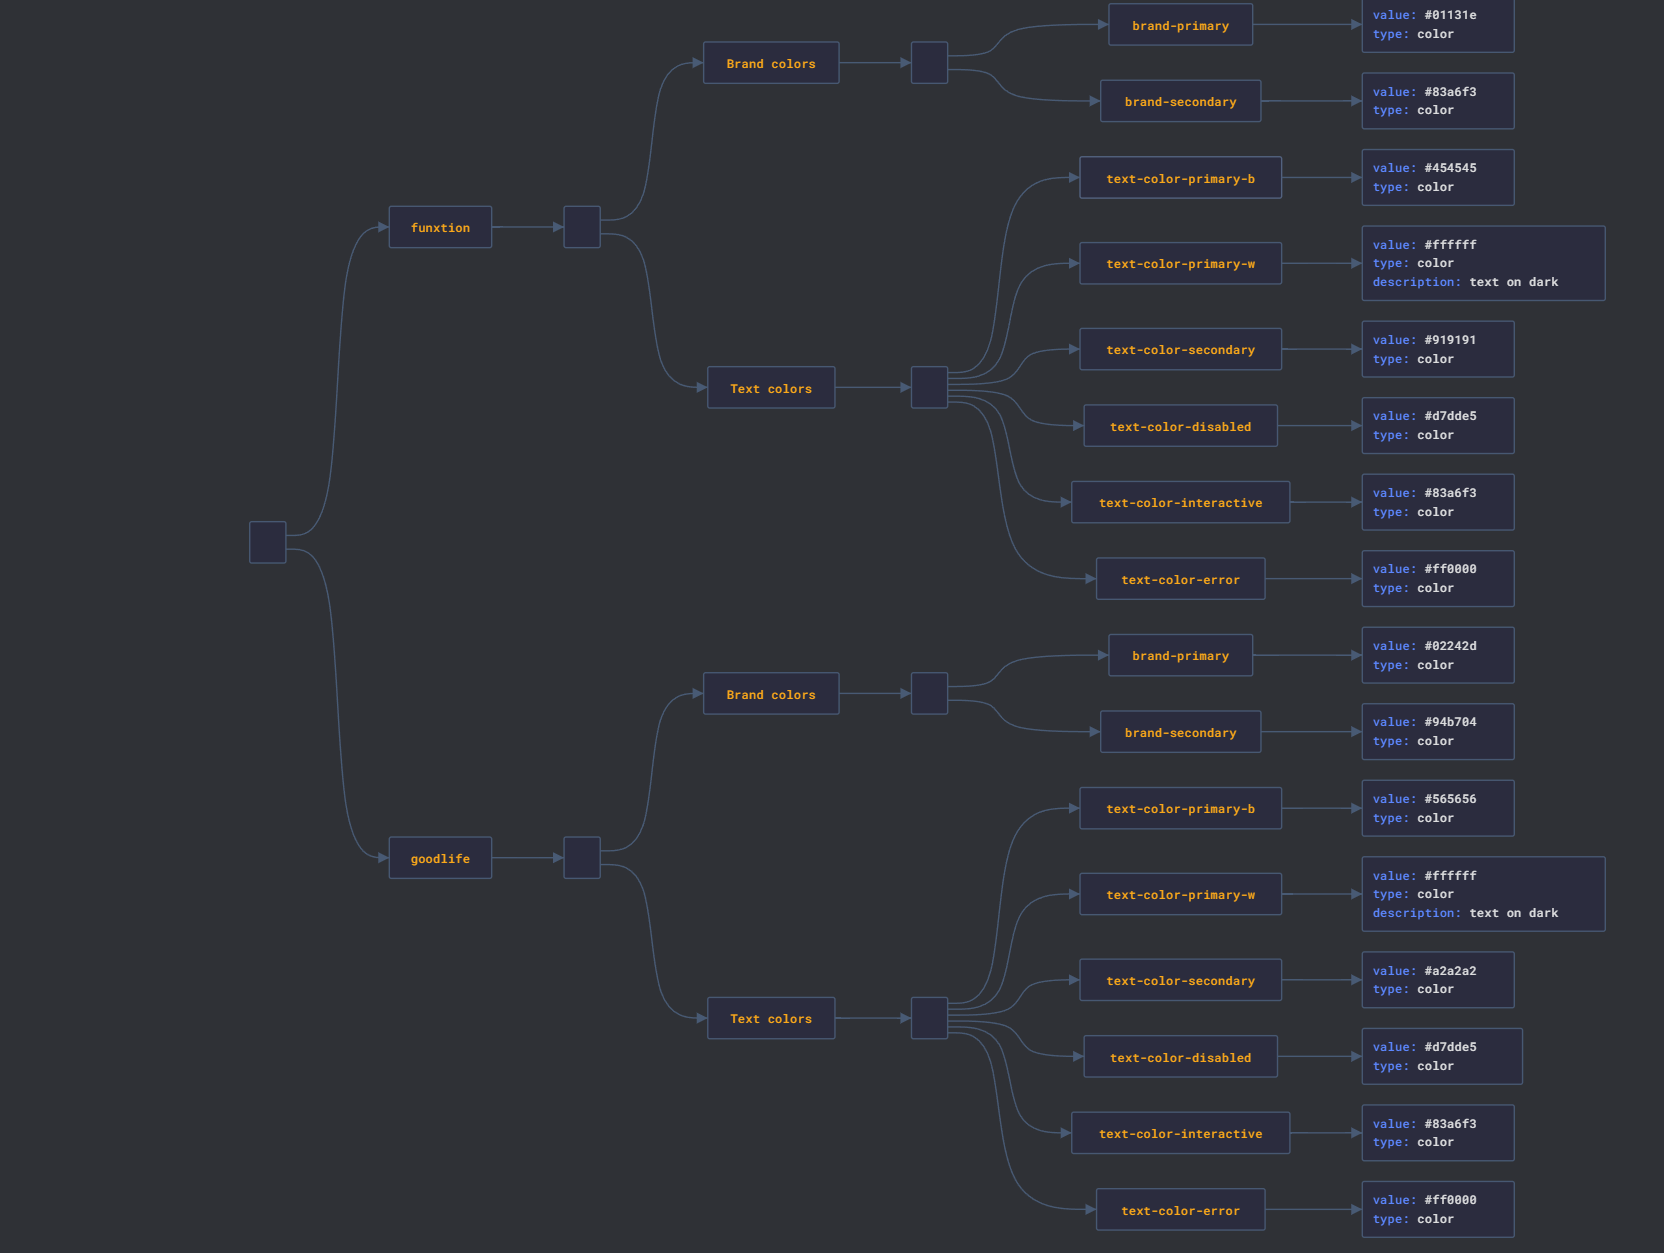 value: #01131e
brand-primary
type: color
Brand colors
value: #83a6f3
brand-secondary
type: color
value: #454545
text-color-primary-b
type: color
funxtion
value: #ffffff
text-color-primary-w
type: color
description: text on dark
value: #919191
text-color-secondary
type: color
Text colors
value: #d7dde5
text-color-disabled
type: color
value: #83a6f3
text-color-interactive
type: color
value: #ff0000
text-color-error
type: color
value: #02242d
brand-primary
type: color
Brand colors
value: #94b704
brand-secondary
type: color
value: #565656
text-color-primary-b
type: color
goodlife
value: #ffffff
text-color-primary-w
type: color
description: text on dark
value: #a2a2a2
text-color-secondary
type: color
Text colors
value: #d7dde5
text-color-disabled
type: color
value: #83a6f3
text-color-interactive
type: color
value: #ff0000
text-color-error
type: color